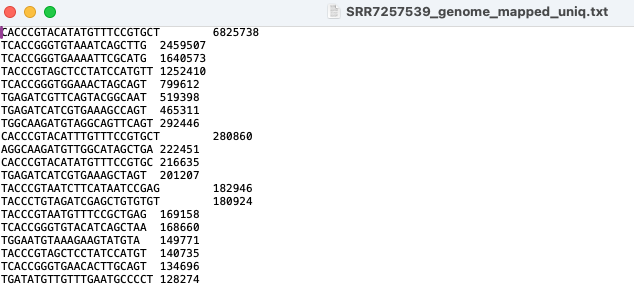 SRR7257539_genome_mapped_uniq.txt
CACCCGTACATATGTTTCCGTGCT 6825738
TCACCGGGTGTAAATCAGCTTG 2459507
TCACCGGGTGAAAATTCGCATG 1640573
TACCCGTAGCTCCTATCCATGTT 1252410
TCACCGGGTGGAAACTAGCAGT 799612
TGAGATCGTTCAGTACGGCAAT 519398
TGAGATCATCGTGAAAGCCAGT 465311
TGGCAAGATGTAGGCAGTTCAGT 292446
CACCCGTACATTTGTTTCCGTGCT 280860
AGGCAAGATGTTGGCATAGCTGA 222451
CACCCGTACATATGTTTCCGTGC 216635
TGAGATCATCGTGAAAGCTAGT 201207
TACCCGTAATCTTCATAATCCGAG 182946
TACCCTGTAGATCGAGCTGTGTGT 180924
TACCCGTAATGTTTCCGCTGAG 169158
TCACCGGGTGTACATCAGCTAA 168660
TGGAATGTAAAGAAGTATGTA 149771
TACCCGTAGCTCCTATCCATGT 140735
TCACCGGGTGAACACTTGCAGT 134696
TGATATGTTGTTTGAATGCCCCT 128274